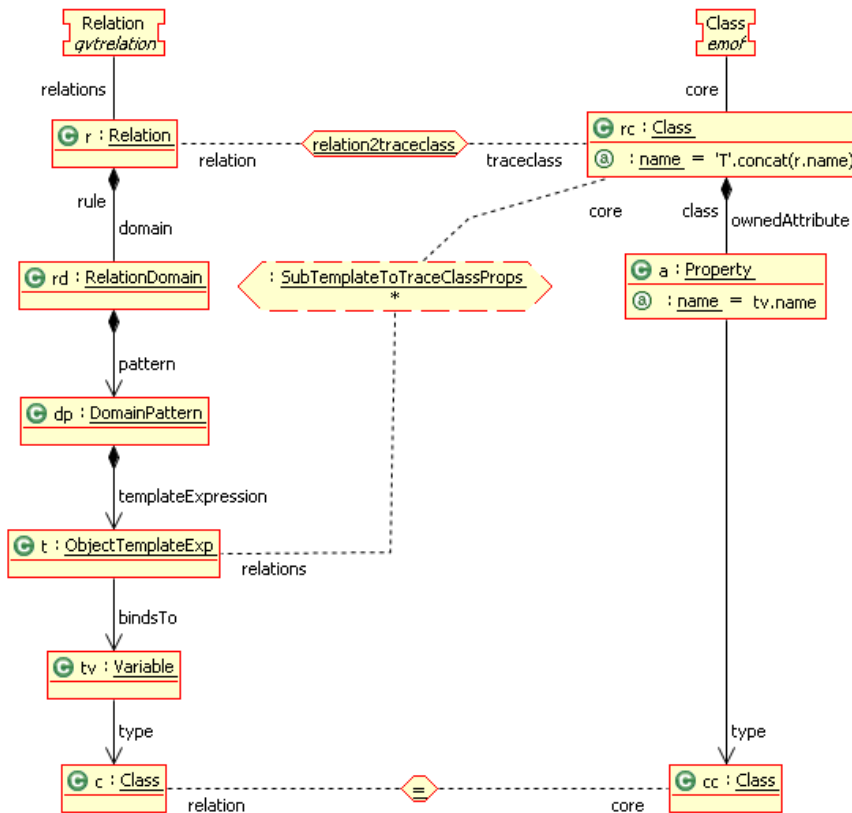 Relation
qvtrelation
Class
emof
relations
core
C r : Relation
relation2traceclass
relation
traceclass
C rc : Class
a : name = 'T'.concat(r.name)
rule
domain
core
class
ownedAttribute
C rd : RelationDomain
: SubTemplateToTraceClassProps
*
C a : Property
a : name = tv.name
pattern
C dp : DomainPattern
templateExpression
C t : ObjectTemplateExp
relations
bindsTo
C tv : Variable
type
type
C c : Class
=
C cc : Class
relation
core